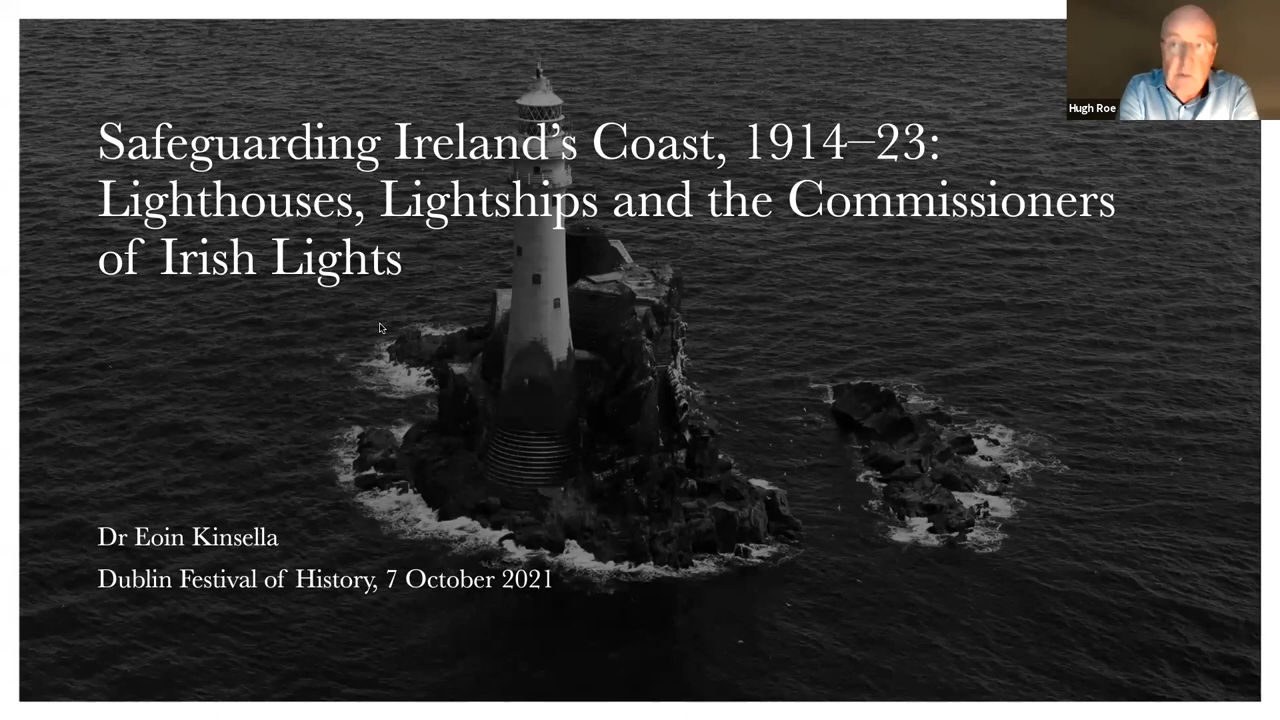 Hugh Roe
Safeguarding Ireland’s Coast, 1914–23:
Lighthouses, Lightships and the Commissioners
of Irish Lights
Dr Eoin Kinsella
Dublin Festival of History, 7 October 2021